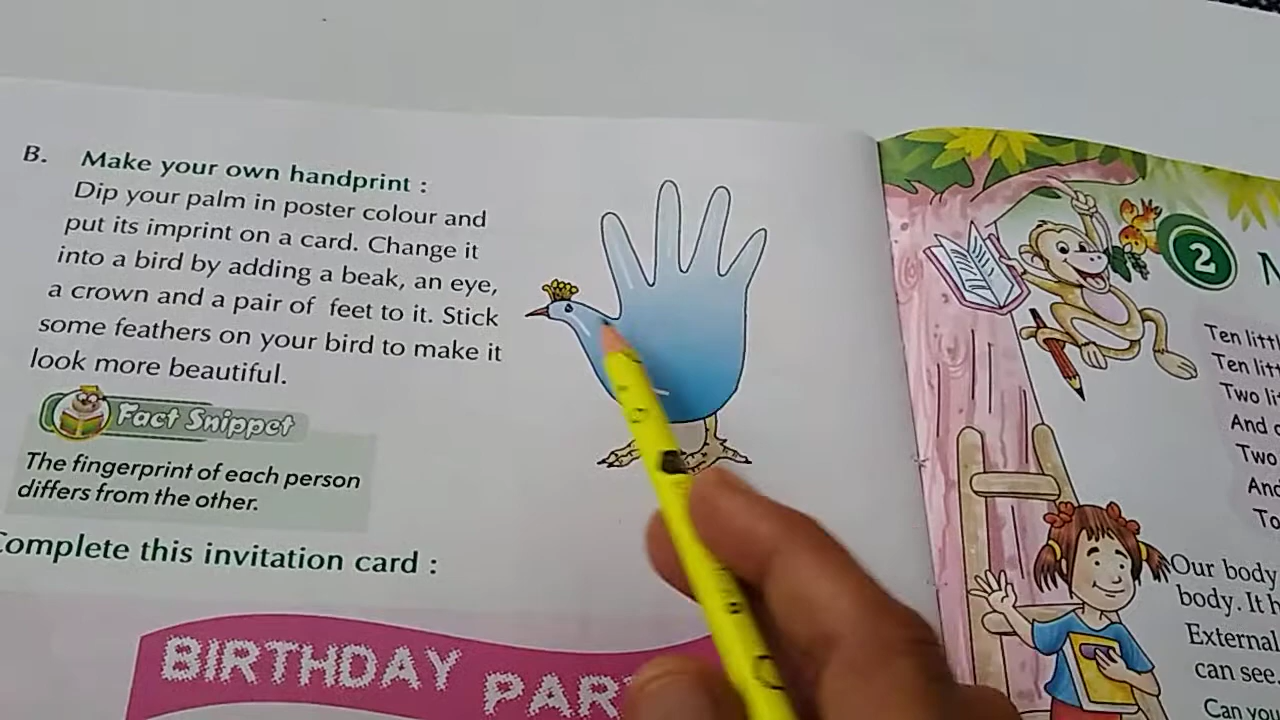 B. Make your own handprint :
Dip your palm in poster colour and
put its imprint on a card. Change it
into a bird by adding a beak, an eye,
a crown and a pair of feet to it. Stick
some feathers on your bird to make it
look more beautiful.
Fact Snippet
The fingerprint of each person
differs from the other.
Complete this invitation card :
BIRTHDAY
2
Ten
Ten
Two
And
Two
And
To
Our body
body. It
External
can see.
Can you